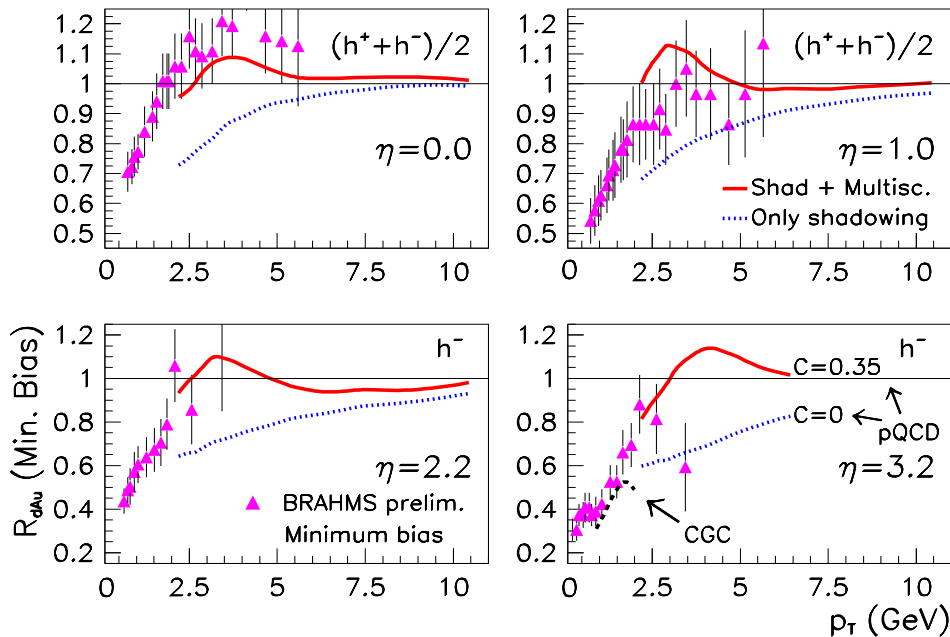 1.2
1.1
1
0.9
0.8
0.7
0.6
0.5
(h⁺+h⁻)/2
η=0.0
0 2.5 5 7.5 10
1.2
1.1
1
0.9
0.8
0.7
0.6
0.5
(h⁺+h⁻)/2
η=1.0
Shad + Multisc.
Only shadowing
0 2.5 5 7.5 10
R_dAu (Min. Bias)
1.2
1
0.8
0.6
0.4
0.2
h⁻
η=2.2
BRAHMS prelim.
Minimum bias
0 2.5 5 7.5 10
1.2
1
0.8
0.6
0.4
0.2
h⁻
C=0.35
C=0
pQCD
η=3.2
CGC
0 2.5 5 7.5 10
p_T (GeV)